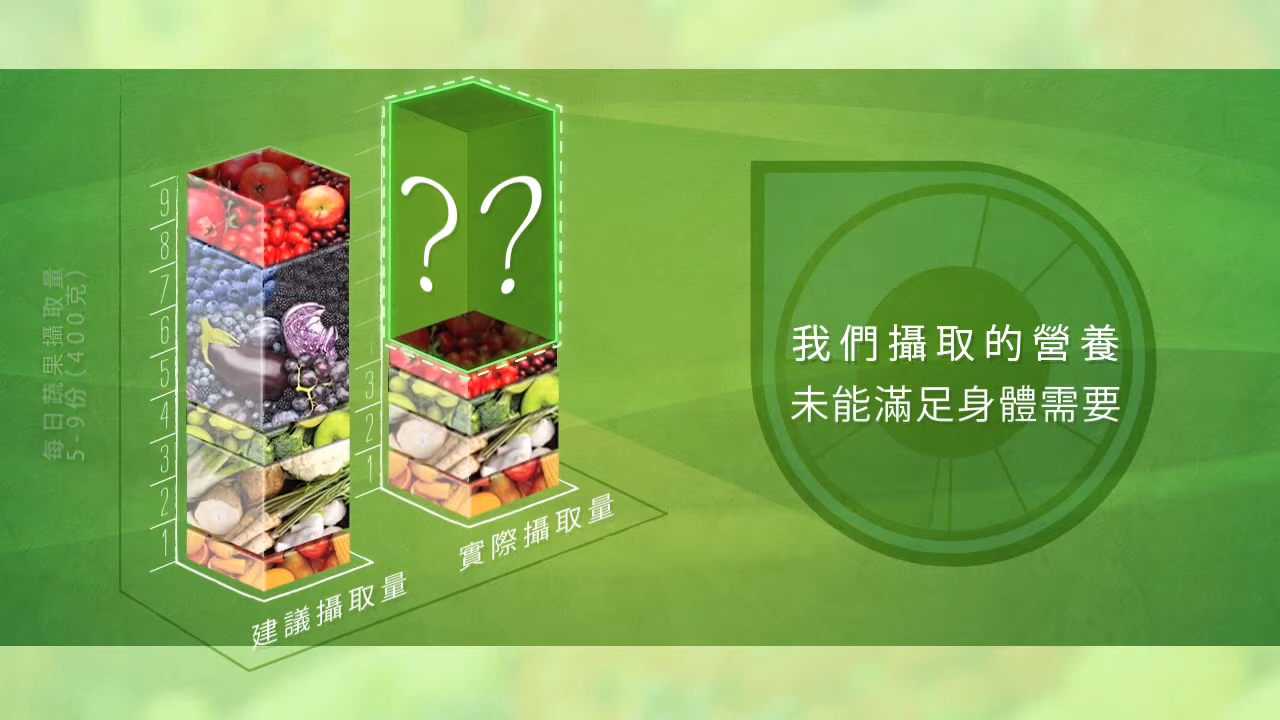 每日蔬果攝取量
5-9份(400克)
9
8
7
6
5
4
3
2
1
建議攝取量
??
3
2
1
實際攝取量
我們攝取的營養
未能滿足身體需要